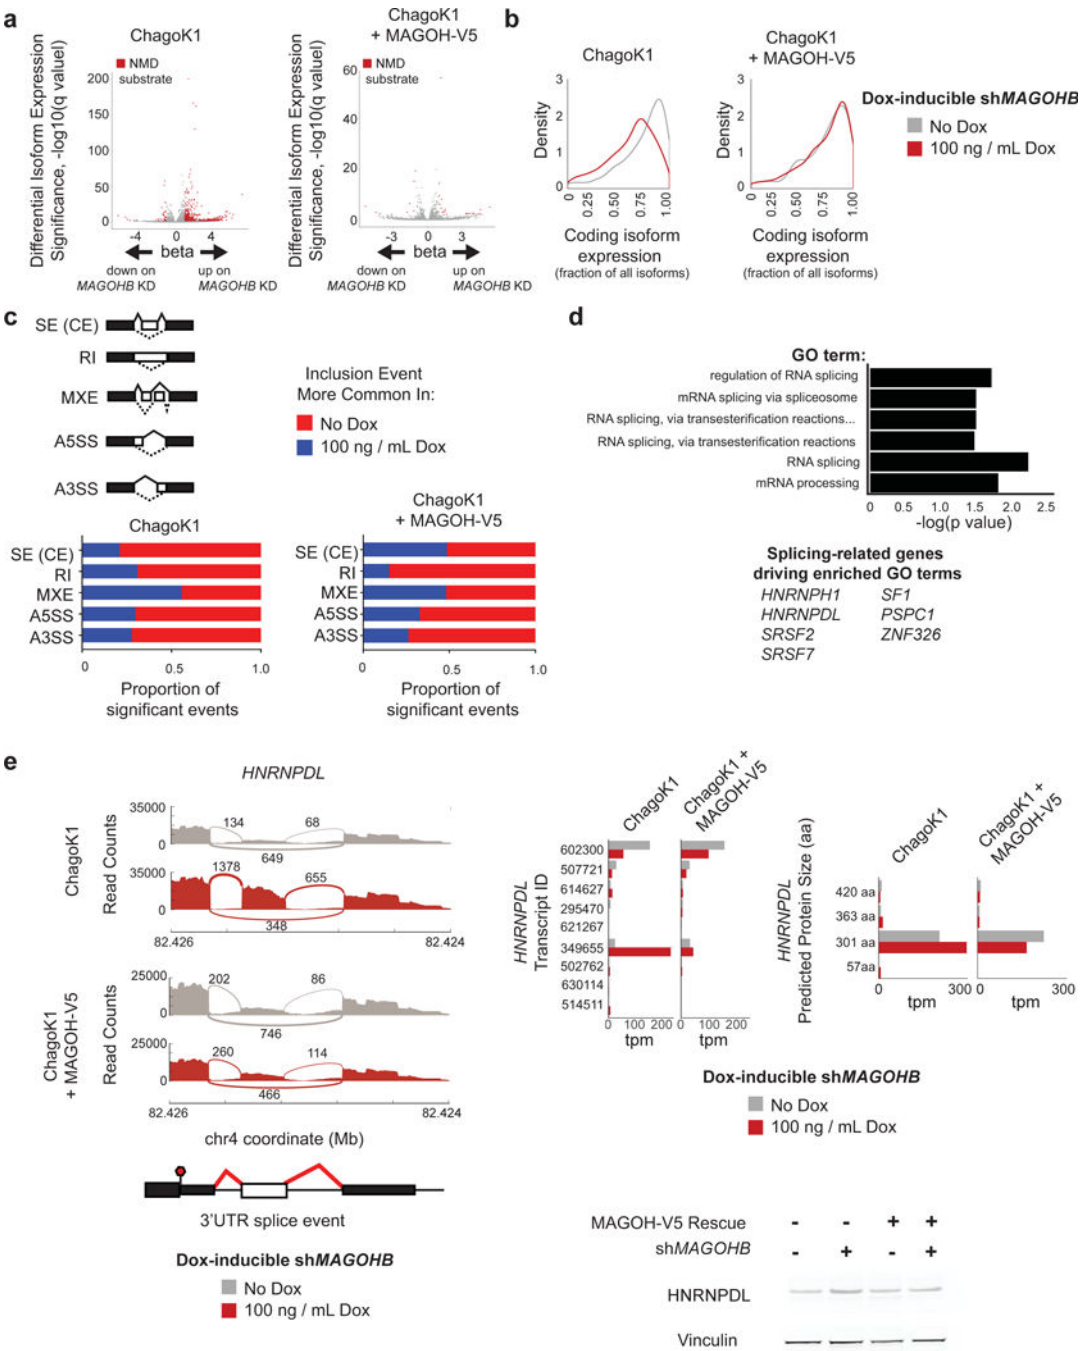 a
ChagoK1
ChagoK1
+ MAGOH-V5
Differential Isoform Expression
Significance, -log10(q valueI)
NMD
substrate
200
150
100
50
0
-4
0
4
beta
down on
MAGOHB KD
up on
MAGOHB KD
Differential Isoform Expression
Significance, -log10(q valueI)
NMD
substrate
60
40
20
0
-3
0
3
beta
down on
MAGOHB KD
up on
MAGOHB KD
b
ChagoK1
ChagoK1
+ MAGOH-V5
Density
3
2
1
0
0
0.25
0.50
0.75
1.00
Coding isoform
expression
(fraction of all isoforms)
Density
3
2
1
0
0
0.25
0.50
0.75
1.00
Coding isoform
expression
(fraction of all isoforms)
Dox-inducible shMAGOHB
No Dox
100 ng / mL Dox
c
SE (CE)
RI
MXE
A5SS
A3SS
Inclusion Event
More Common In:
No Dox
100 ng / mL Dox
ChagoK1
SE (CE)
RI
MXE
A5SS
A3SS
0
0.5
1.0
Proportion of
significant events
ChagoK1
+ MAGOH-V5
SE (CE)
RI
MXE
A5SS
A3SS
0
0.5
1.0
Proportion of
significant events
d
GO term:
regulation of RNA splicing
mRNA splicing via spliceosome
RNA splicing, via transesterification reactions...
RNA splicing, via transesterification reactions
RNA splicing
mRNA processing
0 0.5 1.0 1.5 2.0 2.5
-log(p value)
Splicing-related genes
driving enriched GO terms
HNRNPH1 SF1
HNRNPDL PSPC1
SRSF2 ZNF326
SRSF7
e
HNRNPDL
ChagoK1
Read Counts
35000
0
134
68
649
35000
0
1378
655
348
82.426
82.424
ChagoK1
+ MAGOH-V5
Read Counts
25000
0
202
86
746
25000
0
260
114
466
82.426
82.424
chr4 coordinate (Mb)
3'UTR splice event
Dox-inducible shMAGOHB
No Dox
100 ng / mL Dox
ChagoK1
ChagoK1 +
MAGOH-V5
HNRNPDL
Transcript ID
602300
507721
614627
295470
621267
349655
502762
630114
514511
0 100 200
0 100 200
tpm
tpm
ChagoK1
ChagoK1 +
MAGOH-V5
HNRNPDL
Predicted Protein Size (aa)
420 aa
363 aa
301 aa
57aa
0
300
0
300
tpm
tpm
Dox-inducible shMAGOHB
No Dox
100 ng / mL Dox
MAGOH-V5 Rescue - - + +
shMAGOHB - + - +
HNRNPDL
Vinculin